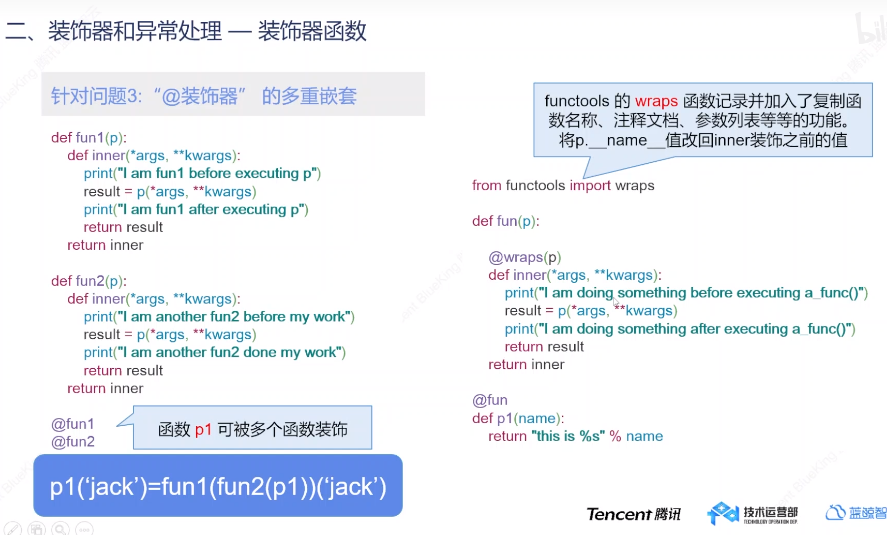 二、装饰器和异常处理 — 装饰器函数
针对问题3:“@装饰器” 的多重嵌套
def fun1(p):
def inner(*args, **kwargs):
print("I am fun1 before executing p")
result = p(*args, **kwargs)
print("I am fun1 after executing p")
return result
return inner
def fun2(p):
def inner(*args, **kwargs):
print("I am another fun2 before my work")
result = p(*args, **kwargs)
print("I am another fun2 done my work")
return result
return inner
@fun1
@fun2
函数 p1 可被多个函数装饰
p1(‘jack’)=fun1(fun2(p1))(‘jack’)
functools 的 wraps 函数记录并加入了复制函
数名称、注释文档、参数列表等等的功能。
将p.__name__值改回inner装饰之前的值
from functools import wraps
def fun(p):
@wraps(p)
def inner(*args, **kwargs):
print("I am doing something before executing a_func()")
result = p(*args, **kwargs)
print("I am doing something after executing a_func()")
return result
return inner
@fun
def p1(name):
return "this is %s" % name
Tencent 腾讯
技术运营部
TECHNOLOGY OPERATION DEP.
蓝鲸智